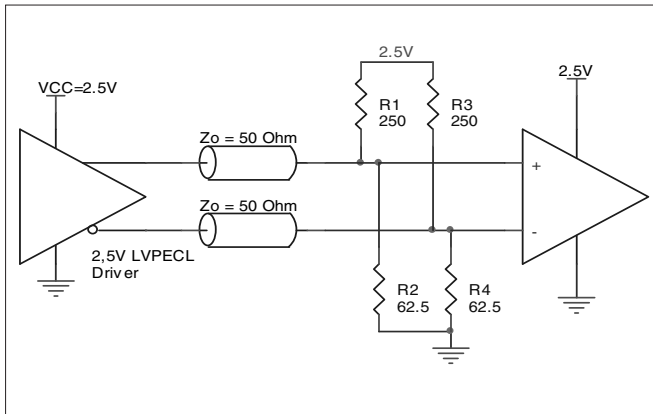 2.5V
VCC=2.5V
2.5V
R1
250
R3
250
Zo = 50 Ohm
+
Zo = 50 Ohm
-
2,5V LVPECL
Driver
R2
62.5
R4
62.5